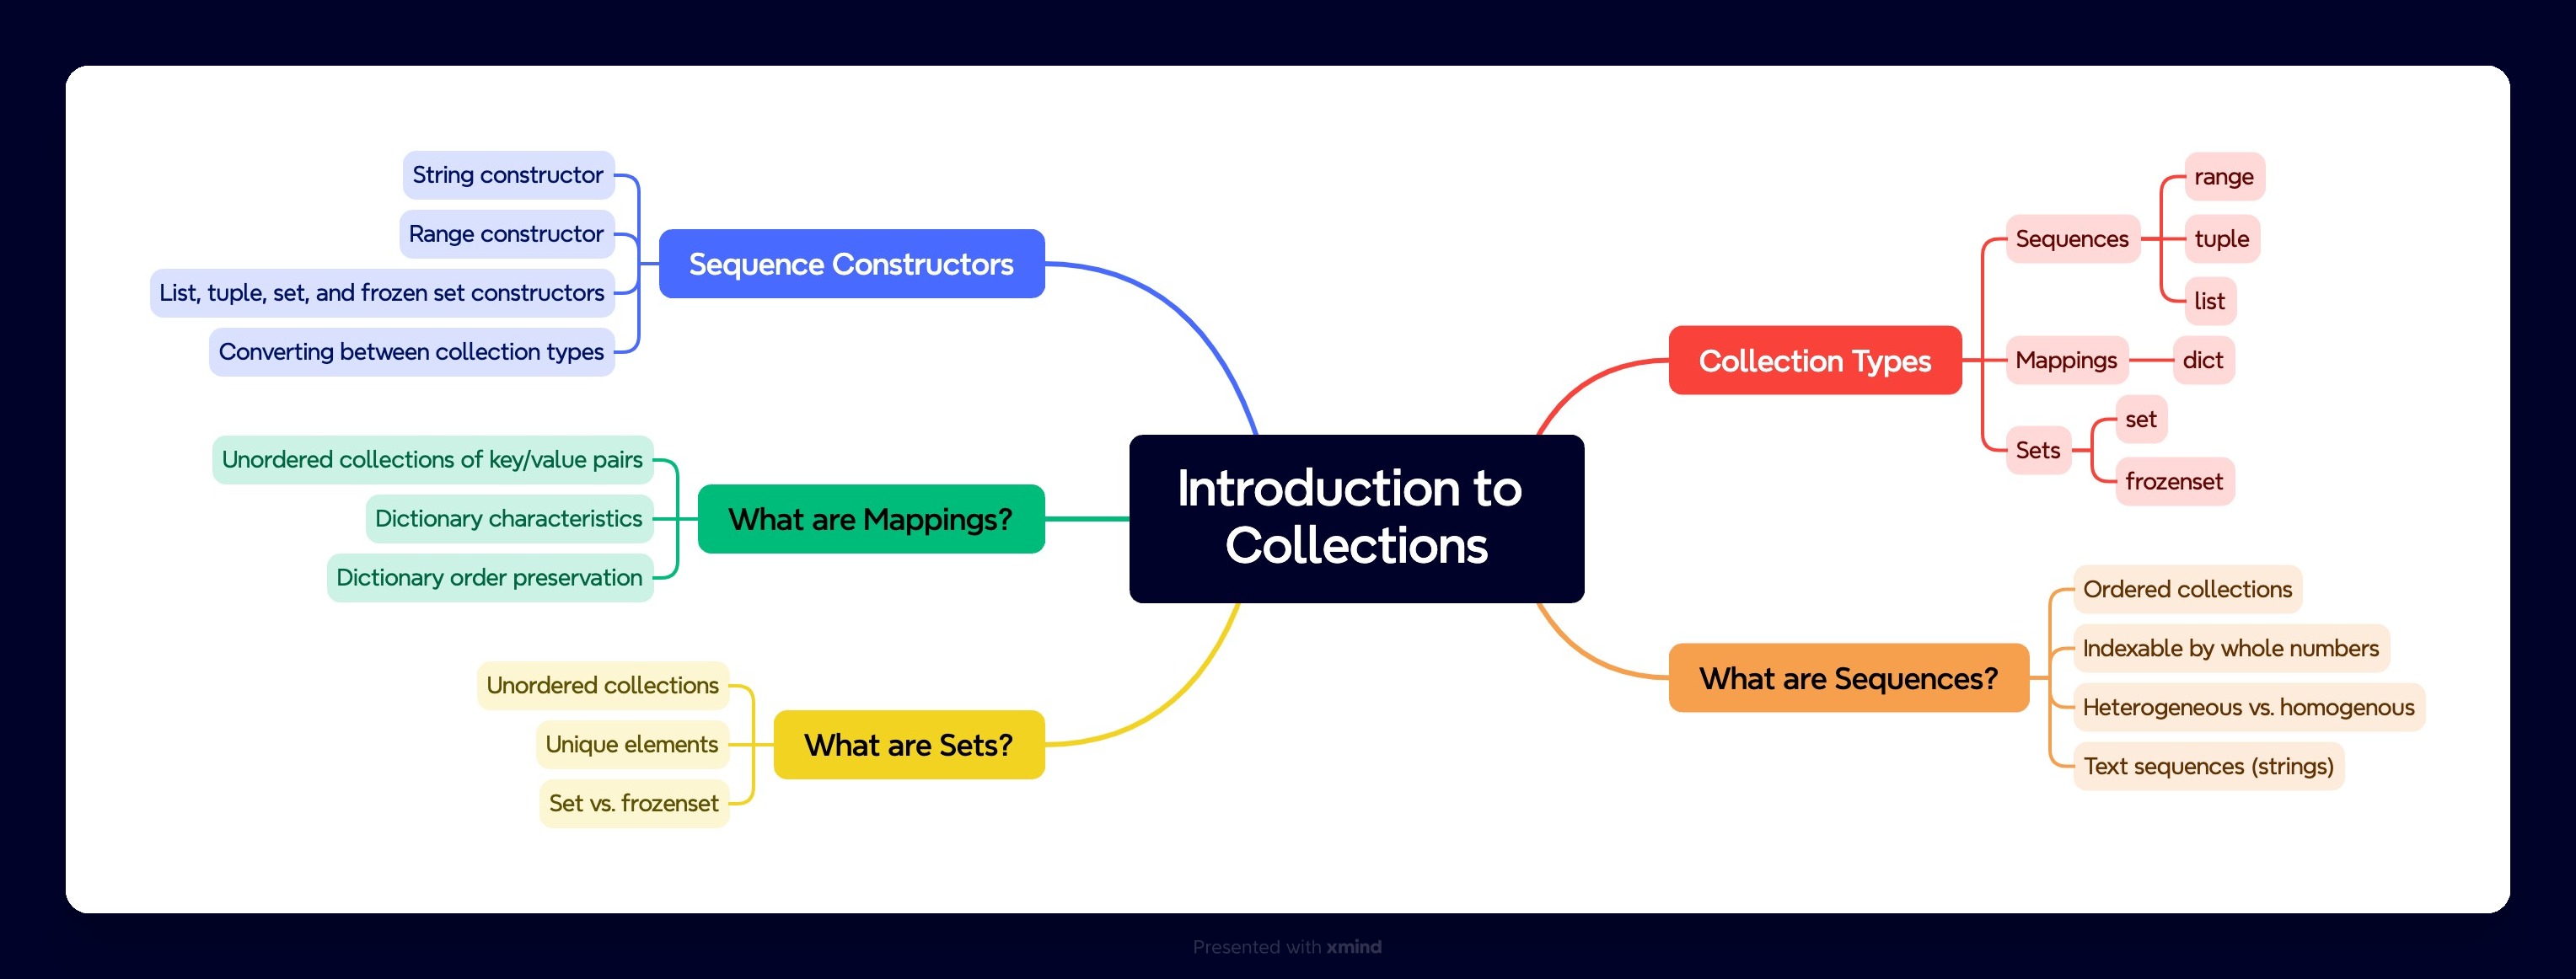 Introduction to
Collections
Collection Types
Sequences
range
tuple
list
Mappings
dict
Sets
set
frozenset
What are Sequences?
Ordered collections
Indexable by whole numbers
Heterogeneous vs. homogenous
Text sequences (strings)
Sequence Constructors
String constructor
Range constructor
List, tuple, set, and frozen set constructors
Converting between collection types
What are Mappings?
Unordered collections of key/value pairs
Dictionary characteristics
Dictionary order preservation
What are Sets?
Unordered collections
Unique elements
Set vs. frozenset
Presented with xmind